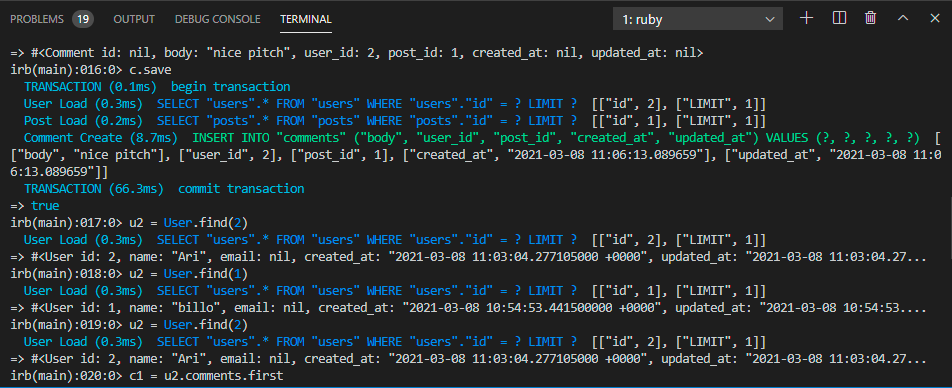 PROBLEMS 19 OUTPUT DEBUG CONSOLE TERMINAL 1: ruby
=> #<Comment id: nil, body: "nice pitch", user_id: 2, post_id: 1, created_at: nil, updated_at: nil>
irb(main):016:0> c.save
  TRANSACTION (0.1ms)  begin transaction
  User Load (0.3ms)  SELECT "users".* FROM "users" WHERE "users"."id" = ? LIMIT ?  [["id", 2], ["LIMIT", 1]]
  Post Load (0.2ms)  SELECT "posts".* FROM "posts" WHERE "posts"."id" = ? LIMIT ?  [["id", 1], ["LIMIT", 1]]
  Comment Create (8.7ms)  INSERT INTO "comments" ("body", "user_id", "post_id", "created_at", "updated_at") VALUES (?, ?, ?, ?, ?)  [
["body", "nice pitch"], ["user_id", 2], ["post_id", 1], ["created_at", "2021-03-08 11:06:13.089659"], ["updated_at", "2021-03-08 11:0
6:13.089659"]]
  TRANSACTION (66.3ms)  commit transaction
=> true
irb(main):017:0> u2 = User.find(2)
  User Load (0.3ms)  SELECT "users".* FROM "users" WHERE "users"."id" = ? LIMIT ?  [["id", 2], ["LIMIT", 1]]
=> #<User id: 2, name: "Ari", email: nil, created_at: "2021-03-08 11:03:04.277105000 +0000", updated_at: "2021-03-08 11:03:04.27...
irb(main):018:0> u2 = User.find(1)
  User Load (0.3ms)  SELECT "users".* FROM "users" WHERE "users"."id" = ? LIMIT ?  [["id", 1], ["LIMIT", 1]]
=> #<User id: 1, name: "billo", email: nil, created_at: "2021-03-08 10:54:53.441500000 +0000", updated_at: "2021-03-08 10:54:53....
irb(main):019:0> u2 = User.find(2)
  User Load (0.3ms)  SELECT "users".* FROM "users" WHERE "users"."id" = ? LIMIT ?  [["id", 2], ["LIMIT", 1]]
=> #<User id: 2, name: "Ari", email: nil, created_at: "2021-03-08 11:03:04.277105000 +0000", updated_at: "2021-03-08 11:03:04.27...
irb(main):020:0> c1 = u2.comments.first